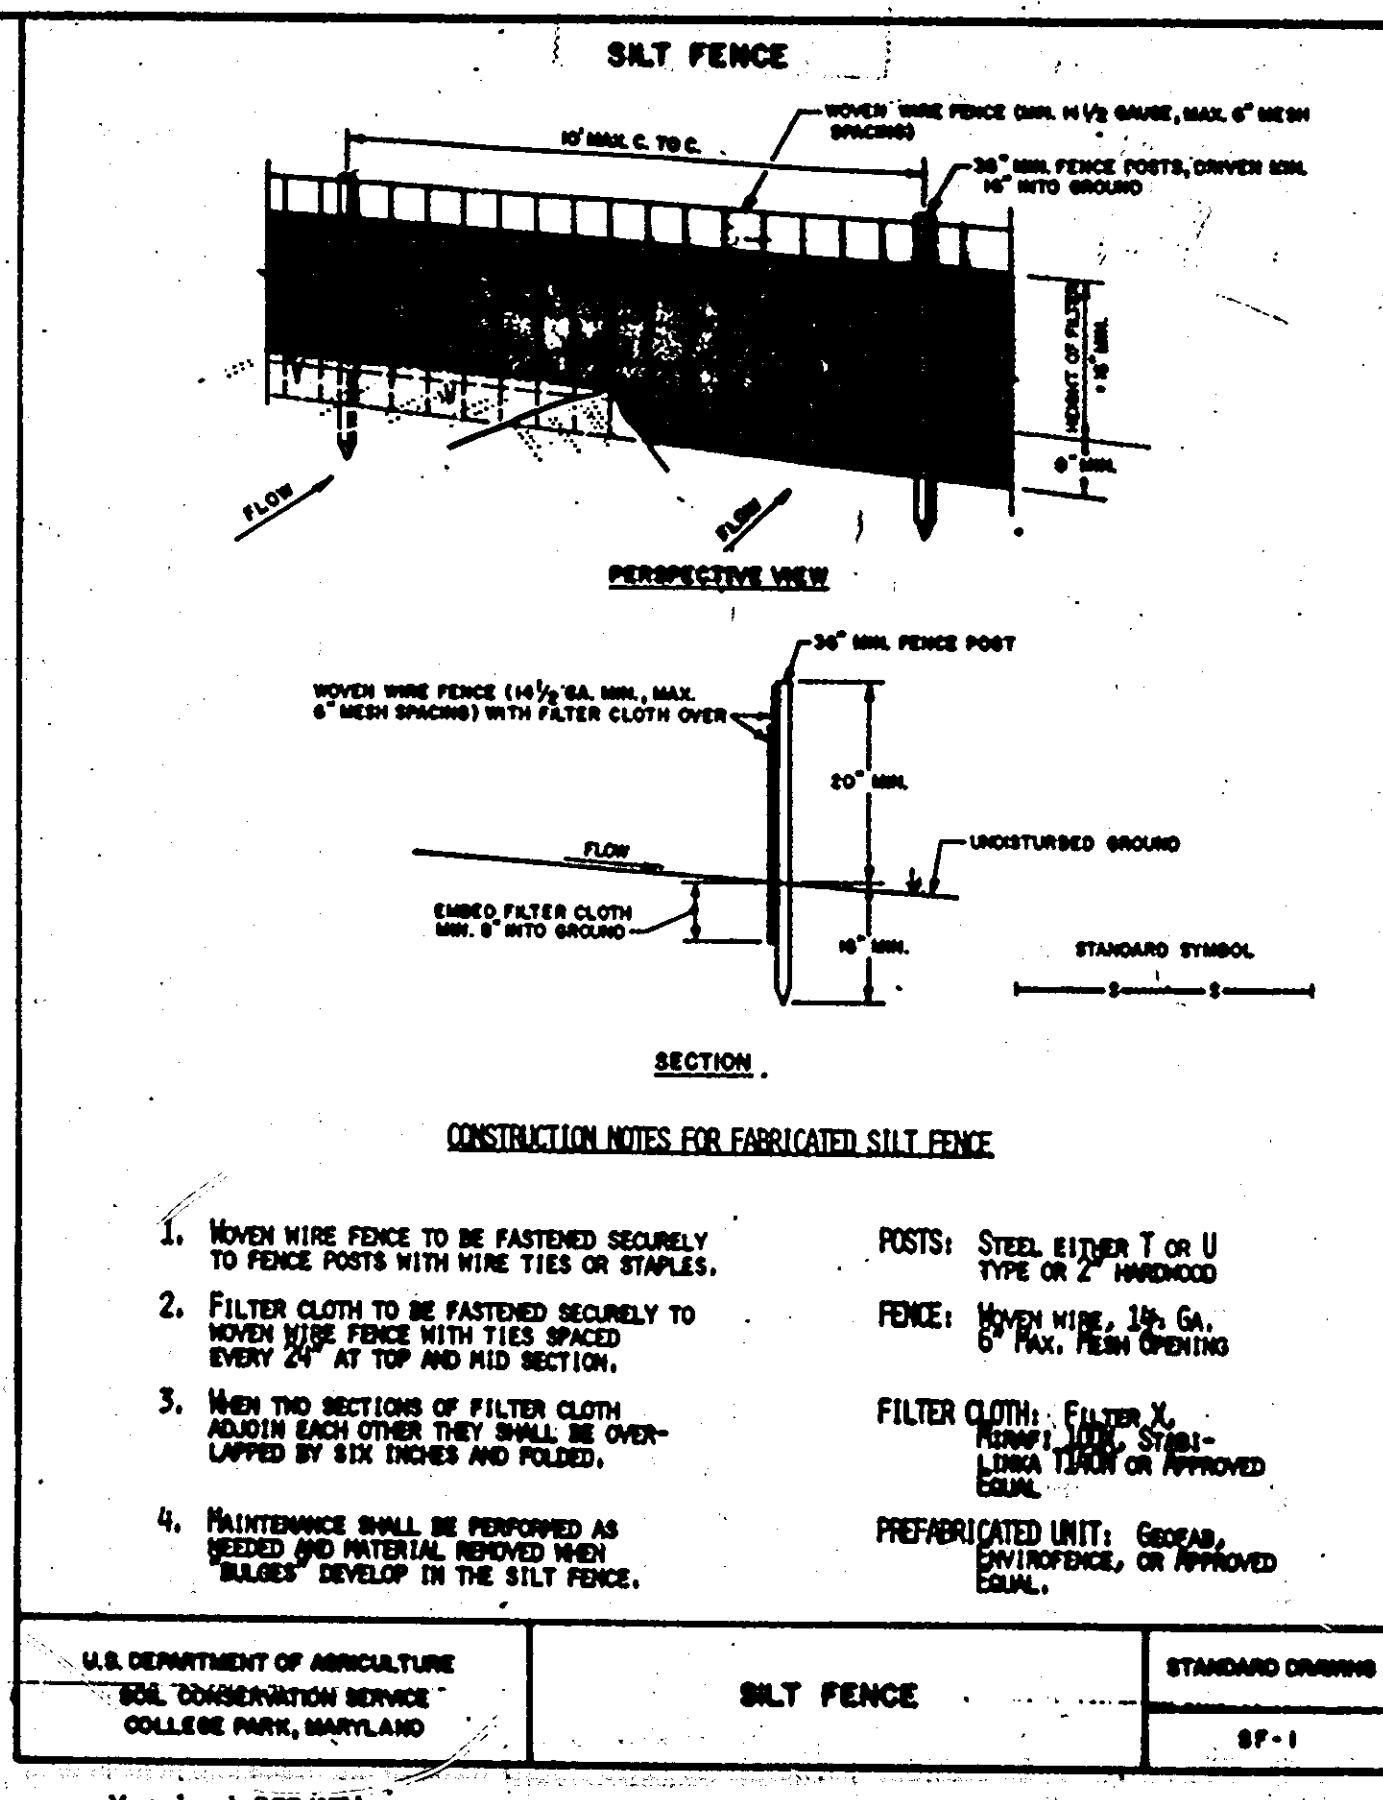 SILT FENCE
WOVEN WIRE FENCE (MIN. 14 1/2 GAUGE, MAX. 6" MESH
SPACING)
10' MAX. C. TO C.
36" MIN. FENCE POSTS, DRIVEN MIN.
16" INTO GROUND
HEIGHT OF FILTER
= 16" MIN.
8" MIN.
FLOW
FLOW
PERSPECTIVE VIEW
36" MIN. FENCE POST
WOVEN WIRE FENCE (14 1/2 GA. MIN., MAX.
6" MESH SPACING) WITH FILTER CLOTH OVER
20" MIN.
FLOW
UNDISTURBED GROUND
EMBED FILTER CLOTH
MIN. 8" INTO GROUND
16" MIN.
STANDARD SYMBOL
S S
SECTION
CONSTRUCTION NOTES FOR FABRICATED SILT FENCE
1. WOVEN WIRE FENCE TO BE FASTENED SECURELY
TO FENCE POSTS WITH WIRE TIES OR STAPLES.
2. FILTER CLOTH TO BE FASTENED SECURELY TO
WOVEN WIRE FENCE WITH TIES SPACED
EVERY 24" AT TOP AND MID SECTION.
3. WHEN TWO SECTIONS OF FILTER CLOTH
ADJOIN EACH OTHER THEY SHALL BE OVER-
LAPPED BY SIX INCHES AND FOLDED.
4. MAINTENANCE SHALL BE PERFORMED AS
NEEDED AND MATERIAL REMOVED WHEN
"BULGES" DEVELOP IN THE SILT FENCE.
POSTS: STEEL EITHER T OR U
TYPE OR 2" HARDWOOD
FENCE: WOVEN WIRE, 14½ GA.
6" MAX. MESH OPENING
FILTER CLOTH: FILTER X,
MIRAFI 100X, STABI-
LINKA T140N OR APPROVED
EQUAL
PREFABRICATED UNIT: GEOFAB,
ENVIROFENCE, OR APPROVED
EQUAL.
U.S. DEPARTMENT OF AGRICULTURE
SOIL CONSERVATION SERVICE
COLLEGE PARK, MARYLAND
SILT FENCE
STANDARD DRAWING
SF-1